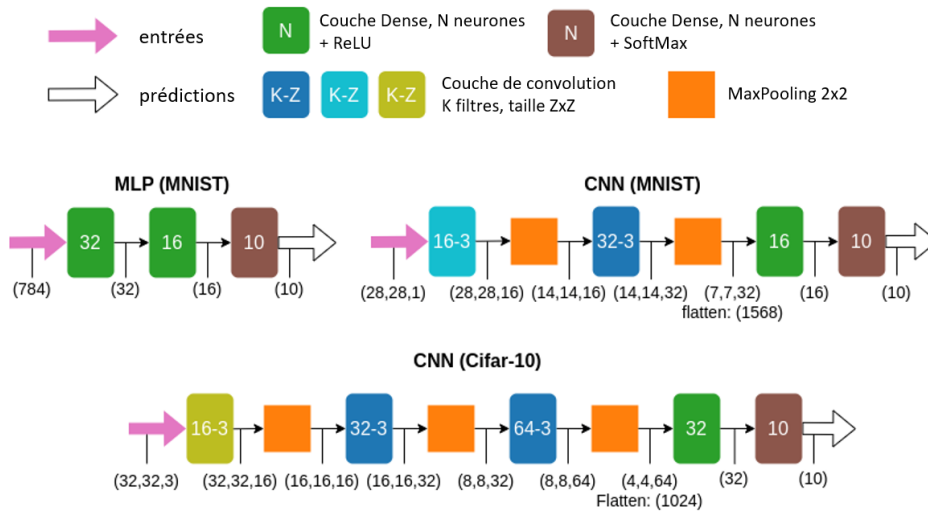 entrées
N
Couche Dense, N neurones
+ ReLU
N
Couche Dense, N neurones
+ SoftMax
prédictions
K-Z K-Z K-Z
Couche de convolution
K filtres, taille ZxZ
MaxPooling 2x2
MLP (MNIST)
32 16 10
(784) (32) (16) (10)
CNN (MNIST)
16-3 32-3 16 10
(28,28,1) (28,28,16) (14,14,16) (14,14,32) (7,7,32) (16) (10)
flatten: (1568)
CNN (Cifar-10)
16-3 32-3 64-3 32 10
(32,32,3) (32,32,16) (16,16,16) (16,16,32) (8,8,32) (8,8,64) (4,4,64) (32) (10)
Flatten: (1024)